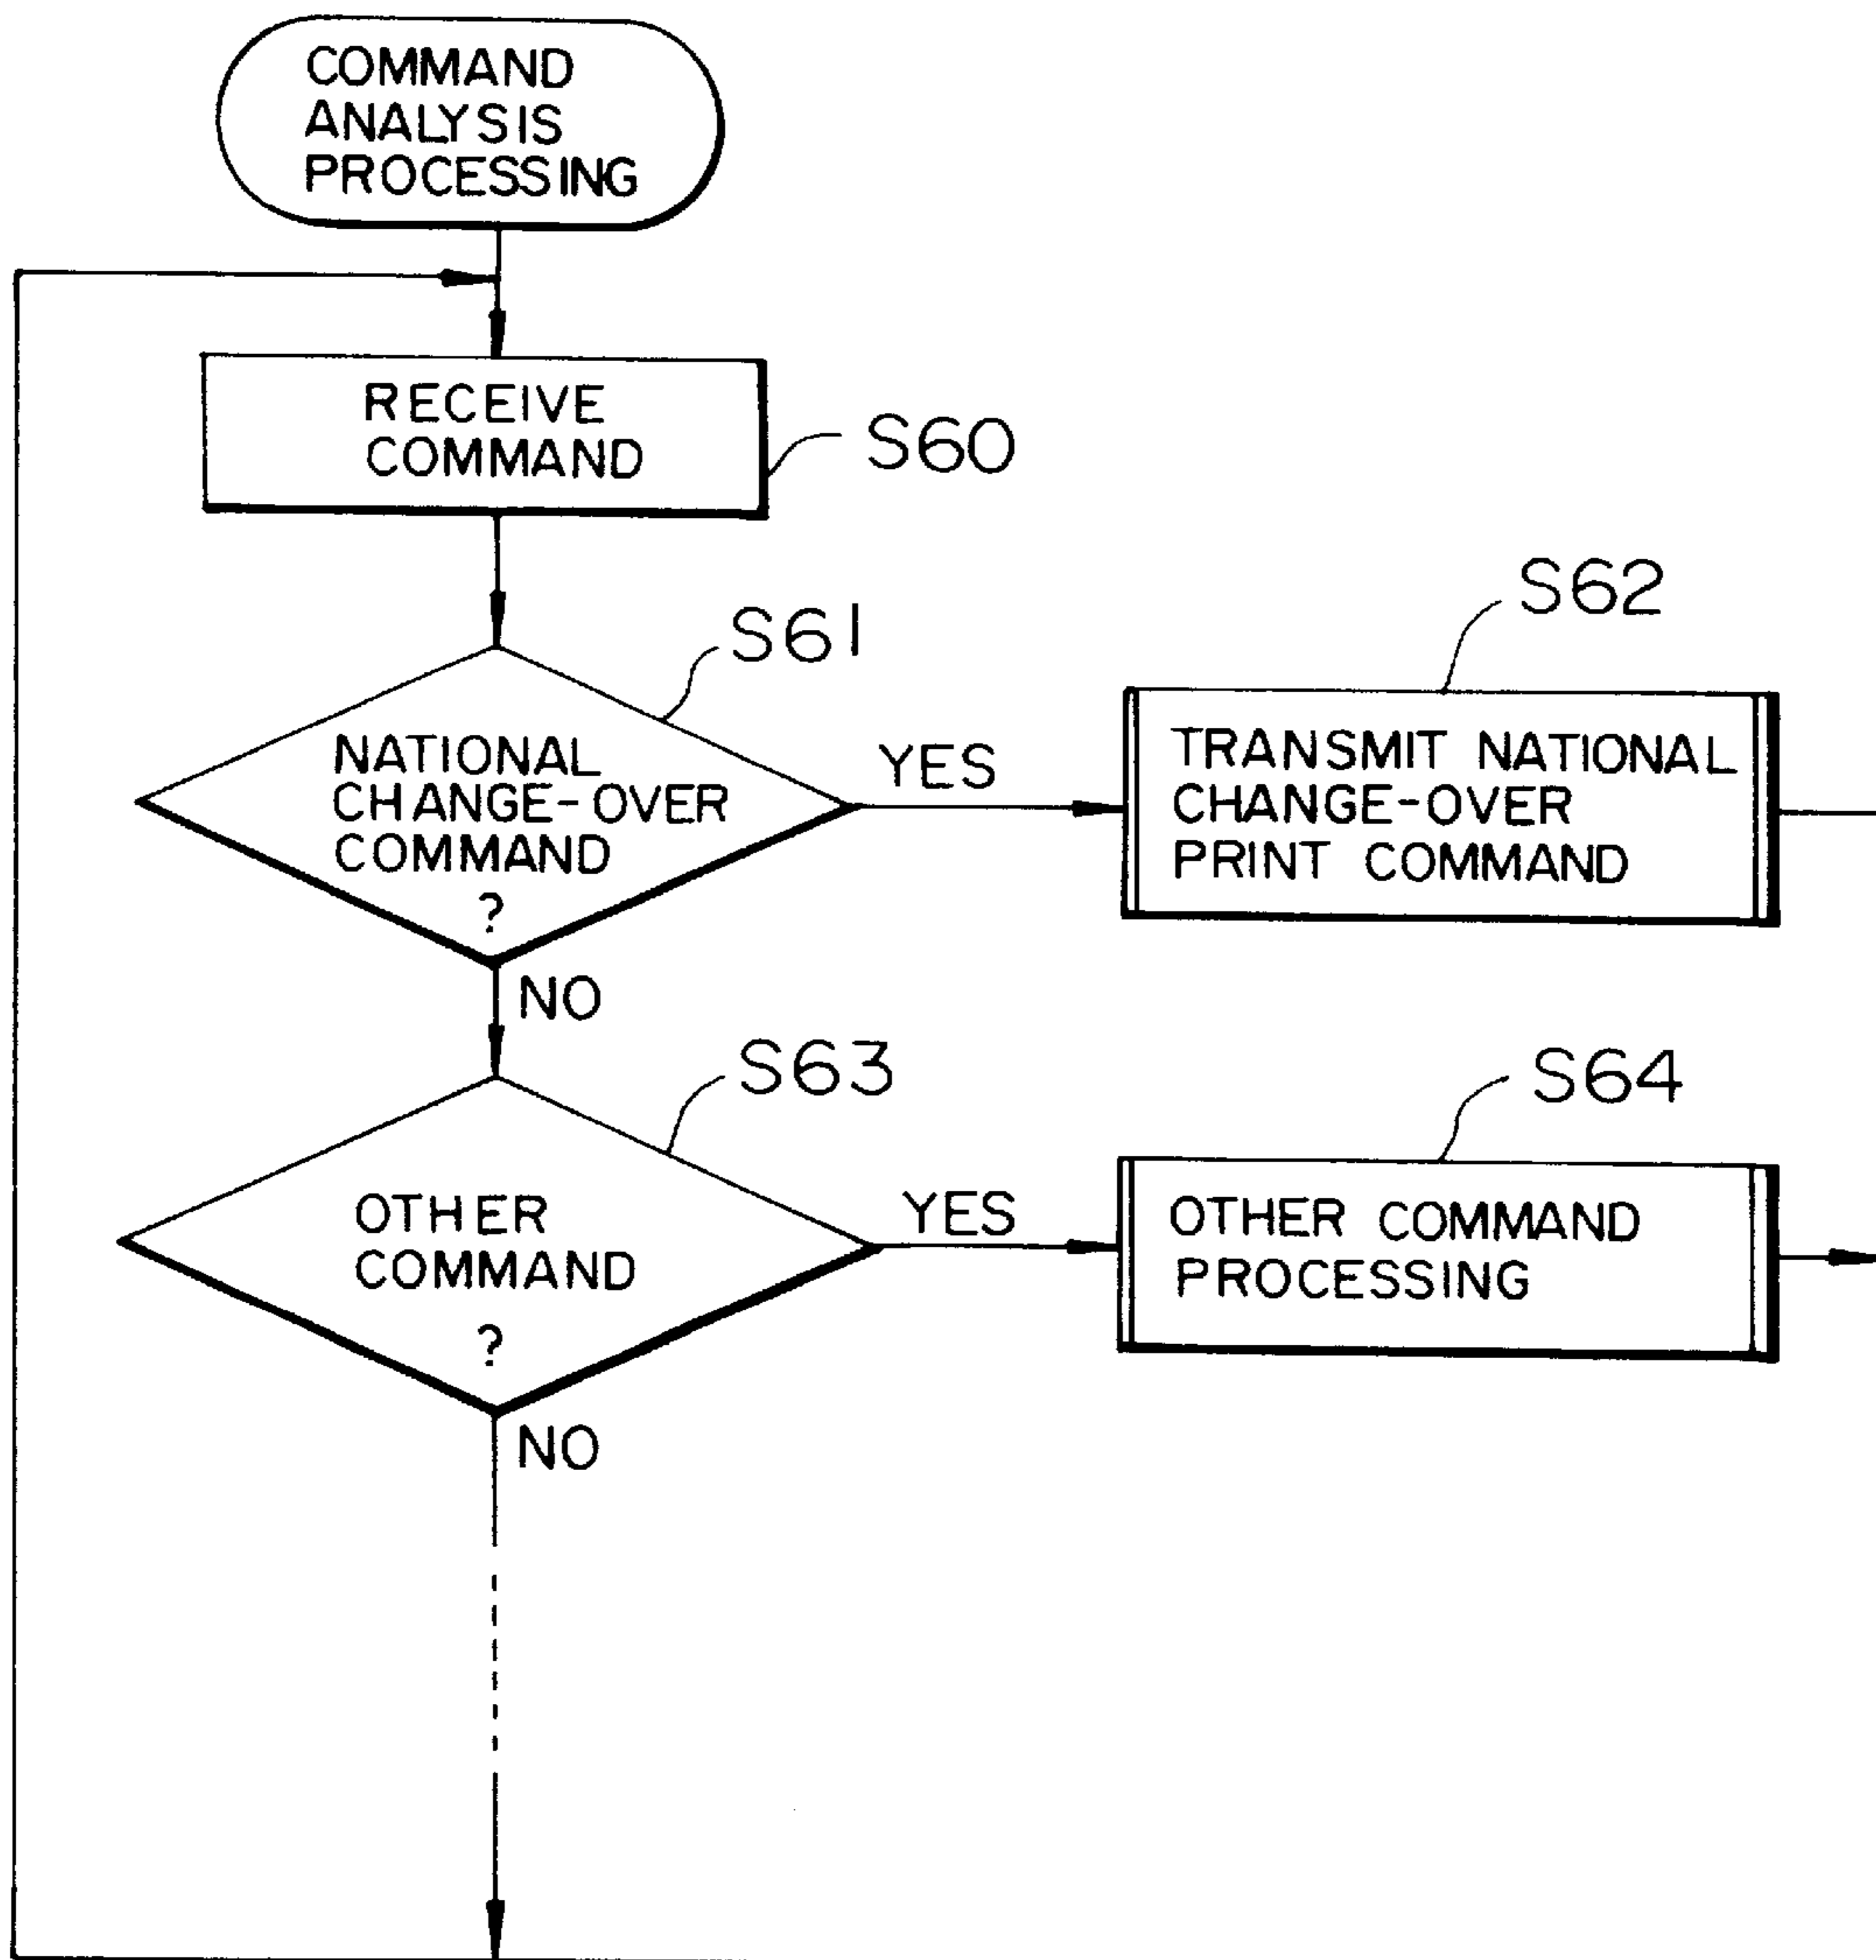 COMMAND
ANALYSIS
PROCESSING
RECEIVE
COMMAND
S60
S61
NATIONAL
CHANGE-OVER
COMMAND
?
YES
S62
TRANSMIT NATIONAL
CHANGE-OVER
PRINT COMMAND
NO
S63
OTHER
COMMAND
?
YES
S64
OTHER COMMAND
PROCESSING
NO